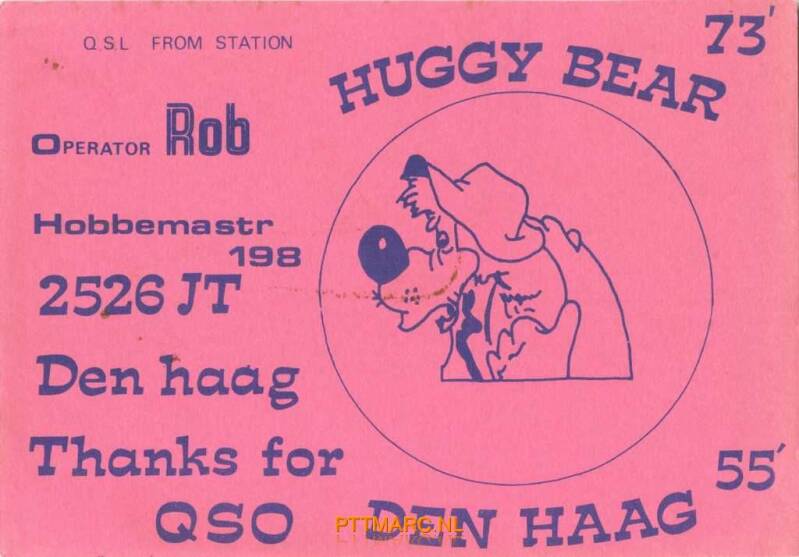 Q.S.L FROM STATION
OPERATOR Rob
Hobbemastr
198
2526 JT
Den haag
Thanks for
QSO
73'
HUGGY BEAR
55'
DEN HAAG
PTTMARC.NL